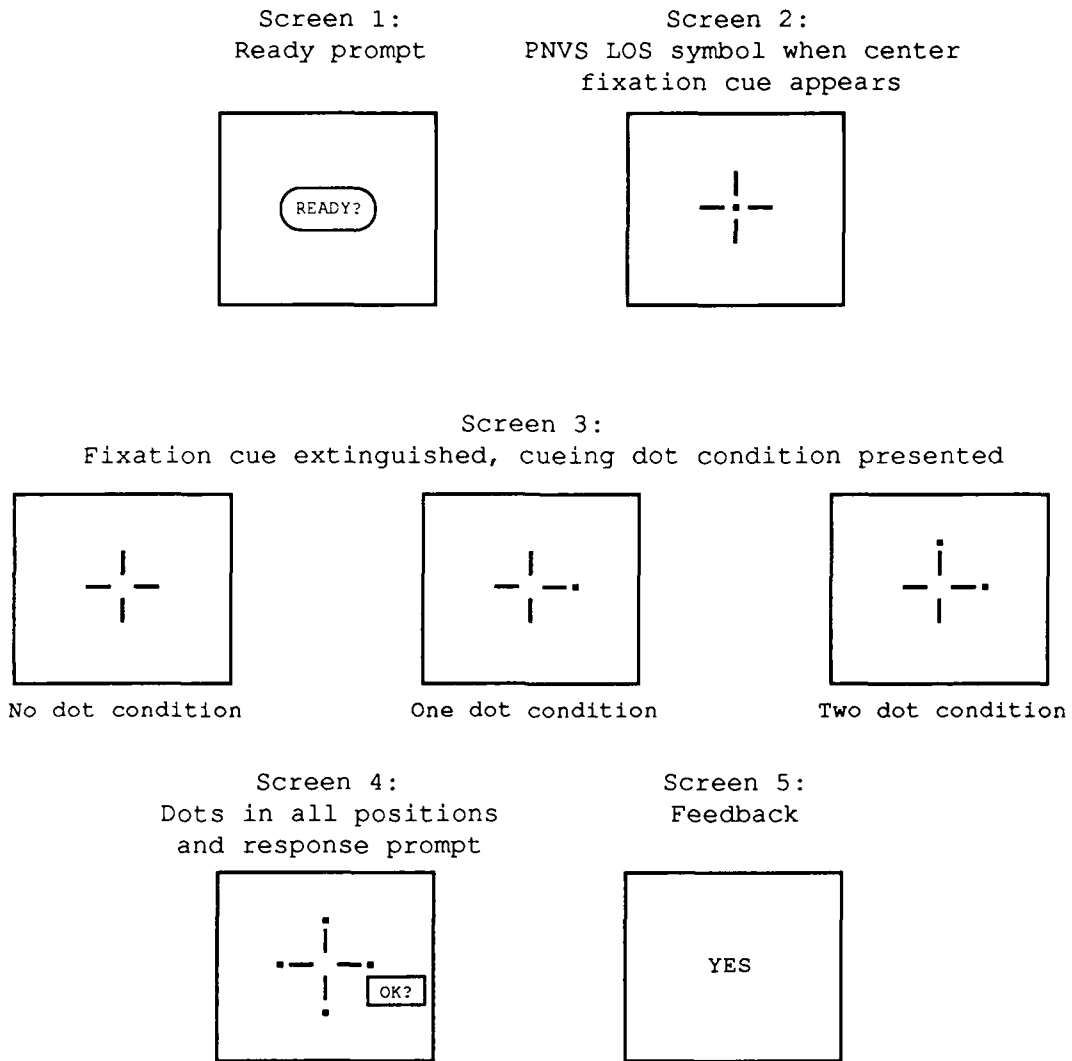 Screen 1:
Ready prompt
Screen 2:
PNVS LOS symbol when center
fixation cue appears
READY?
Screen 3:
Fixation cue extinguished, cueing dot condition presented
No dot condition
One dot condition
Two dot condition
Screen 4:
Dots in all positions
and response prompt
Screen 5:
Feedback
OK?
YES